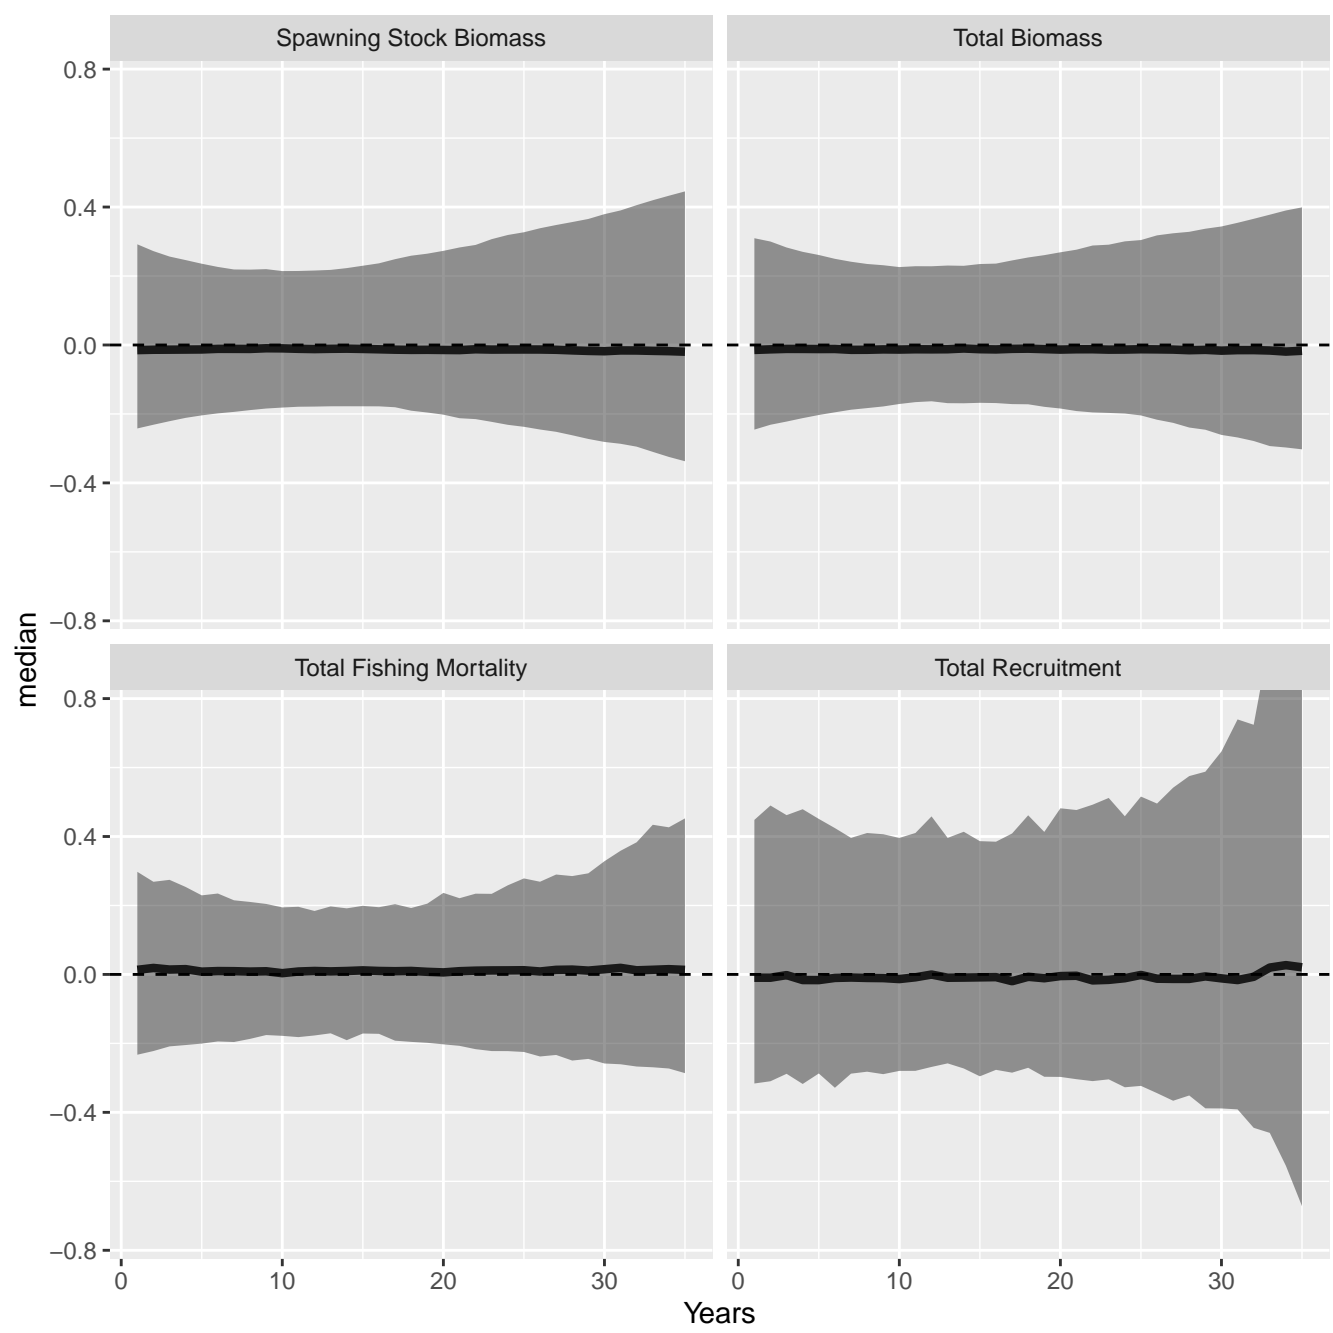 Spawning Stock Biomass
Total Biomass
0.8
0.4
0.0
−0.4
−0.8
median
Total Fishing Mortality
Total Recruitment
0.8
0.4
0.0
−0.4
−0.8
0 10 20 30
0 10 20 30
Years